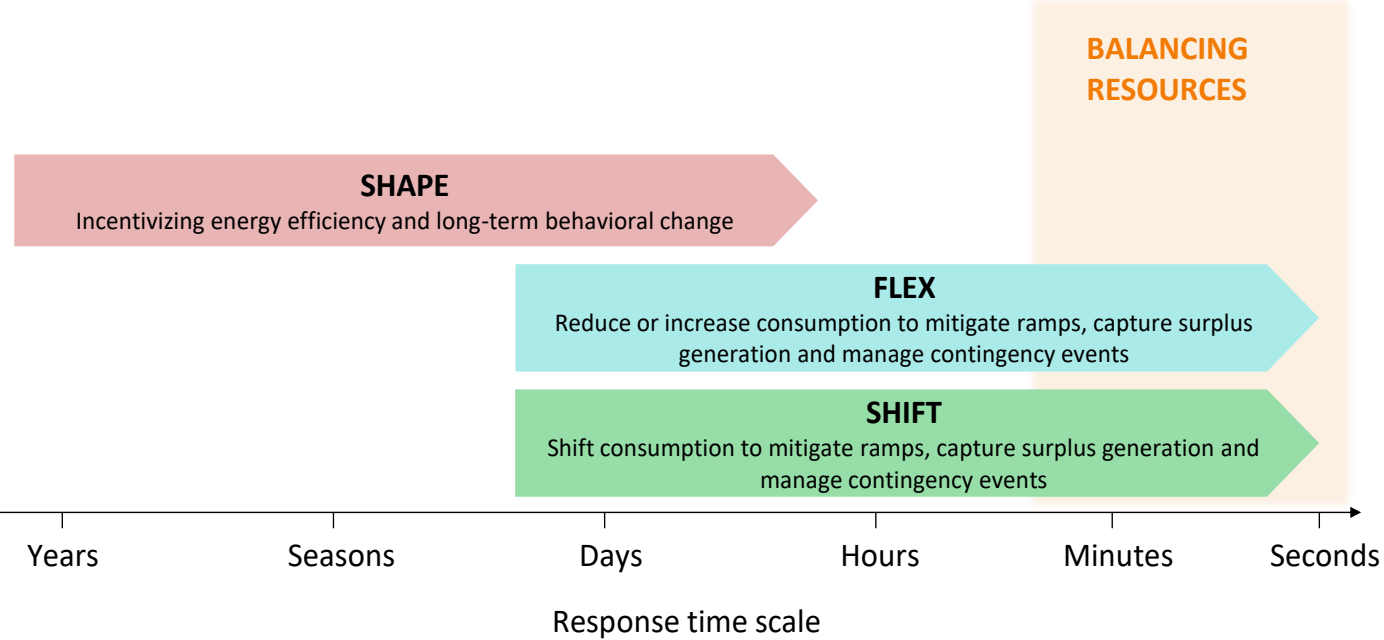 BALANCING
RESOURCES
SHAPE
Incentivizing energy efficiency and long-term behavioral change
FLEX
Reduce or increase consumption to mitigate ramps, capture surplus
generation and manage contingency events
SHIFT
Shift consumption to mitigate ramps, capture surplus generation and
manage contingency events
Years Seasons Days Hours Minutes Seconds
Response time scale